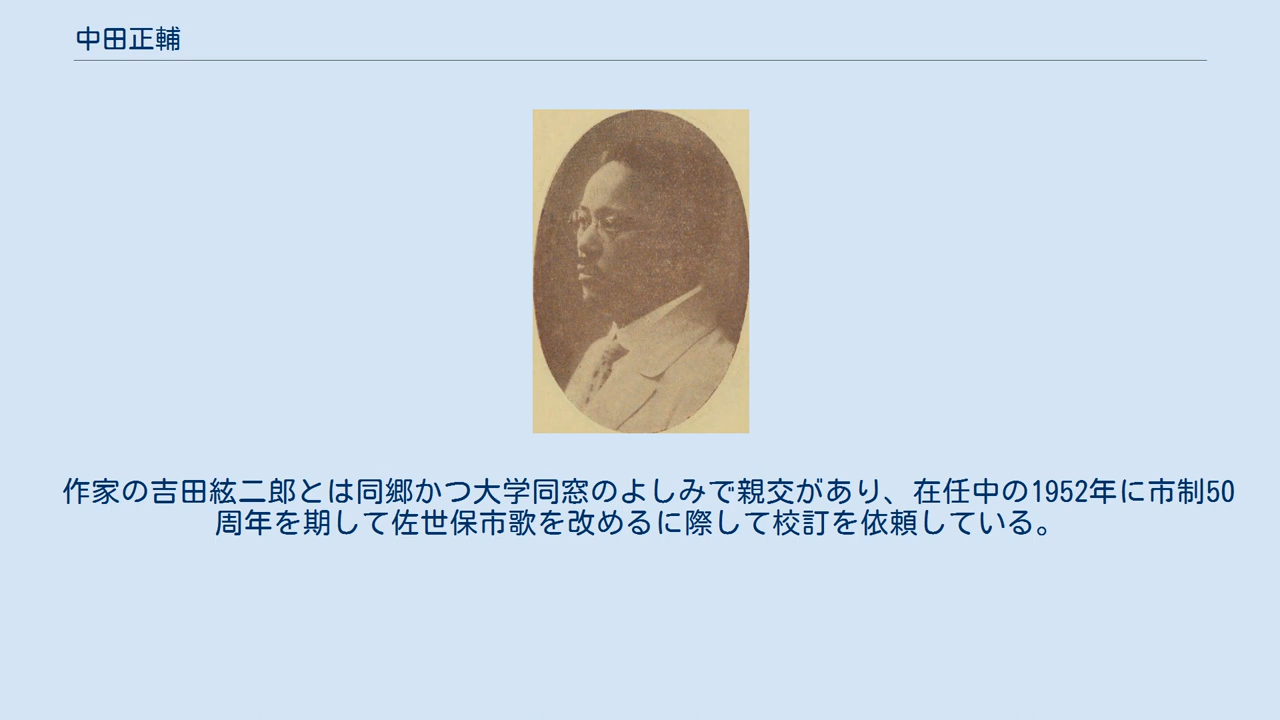 中田正輔
作家の吉田絃二郎とは同郷かつ大学同窓のよしみで親交があり、在任中の1952年に市制50
周年を期して佐世保市歌を改めるに際して校訂を依頼している。